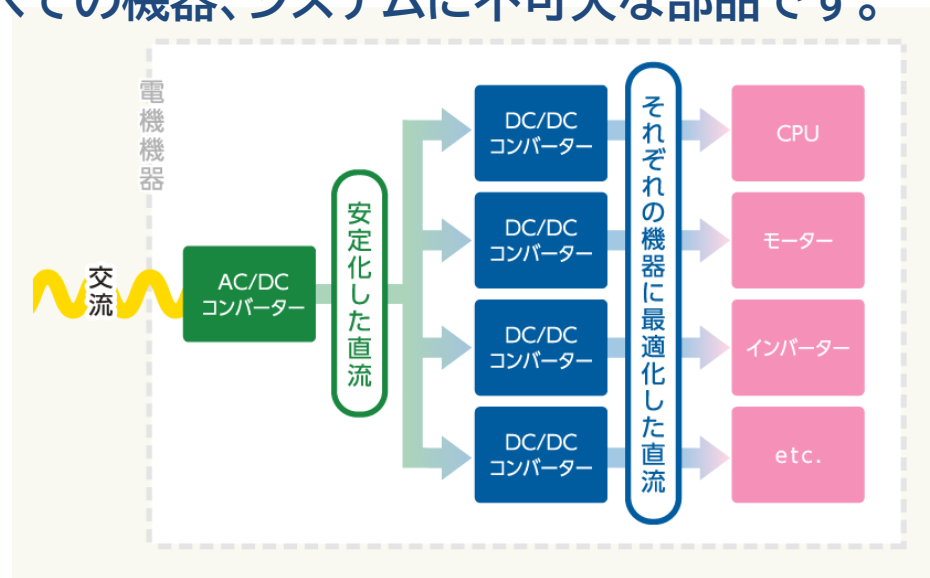 べての機器、システムに不可欠な部品です。
電機機器
交流
AC/DC
コンバーター
安定化した直流
DC/DC
コンバーター
DC/DC
コンバーター
DC/DC
コンバーター
DC/DC
コンバーター
それぞれの機器に最適化した直流
CPU
モーター
インバーター
etc.